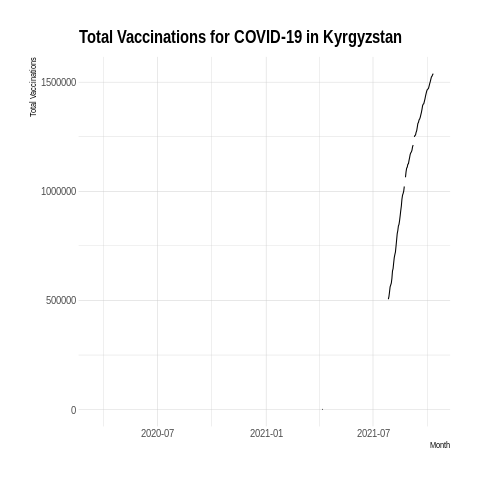 Total Vaccinations for COVID-19 in Kyrgyzstan
Total Vaccinations
1500000
1000000
500000
0
2020-07 2021-01 2021-07
Month